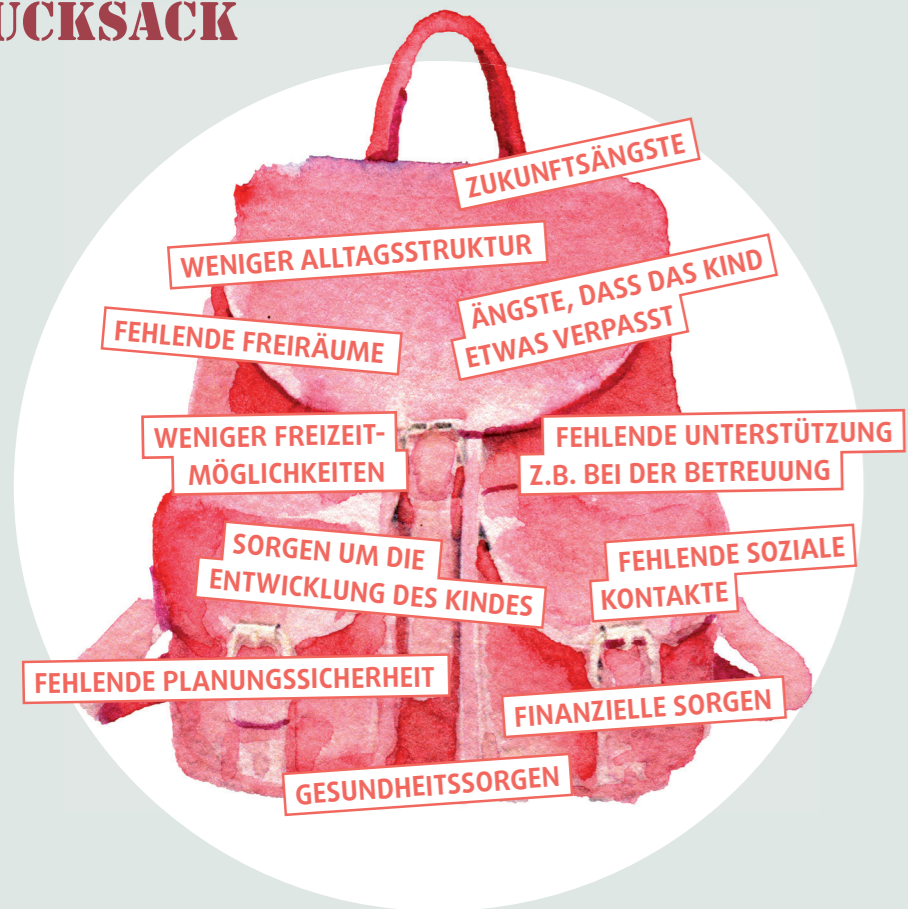 UCKSACK
ZUKUNFTSÄNGSTE
WENIGER ALLTAGSSTRUKTUR
ÄNGSTE, DASS DAS KIND
ETWAS VERPASST
FEHLENDE FREIRÄUME
WENIGER FREIZEIT-
MÖGLICHKEITEN
FEHLENDE UNTERSTÜTZUNG
Z.B. BEI DER BETREUUNG
SORGEN UM DIE
ENTWICKLUNG DES KINDES
FEHLENDE SOZIALE
KONTAKTE
FEHLENDE PLANUNGSSICHERHEIT
FINANZIELLE SORGEN
GESUNDHEITSSORGEN